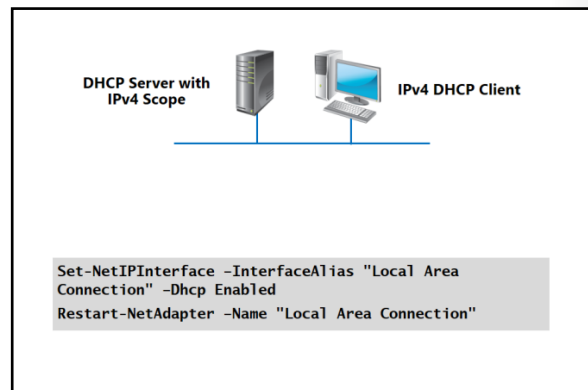 DHCP Server with
IPv4 Scope
IPv4 DHCP Client
Set-NetIPInterface –InterfaceAlias "Local Area
Connection" –Dhcp Enabled
Restart-NetAdapter –Name "Local Area Connection"